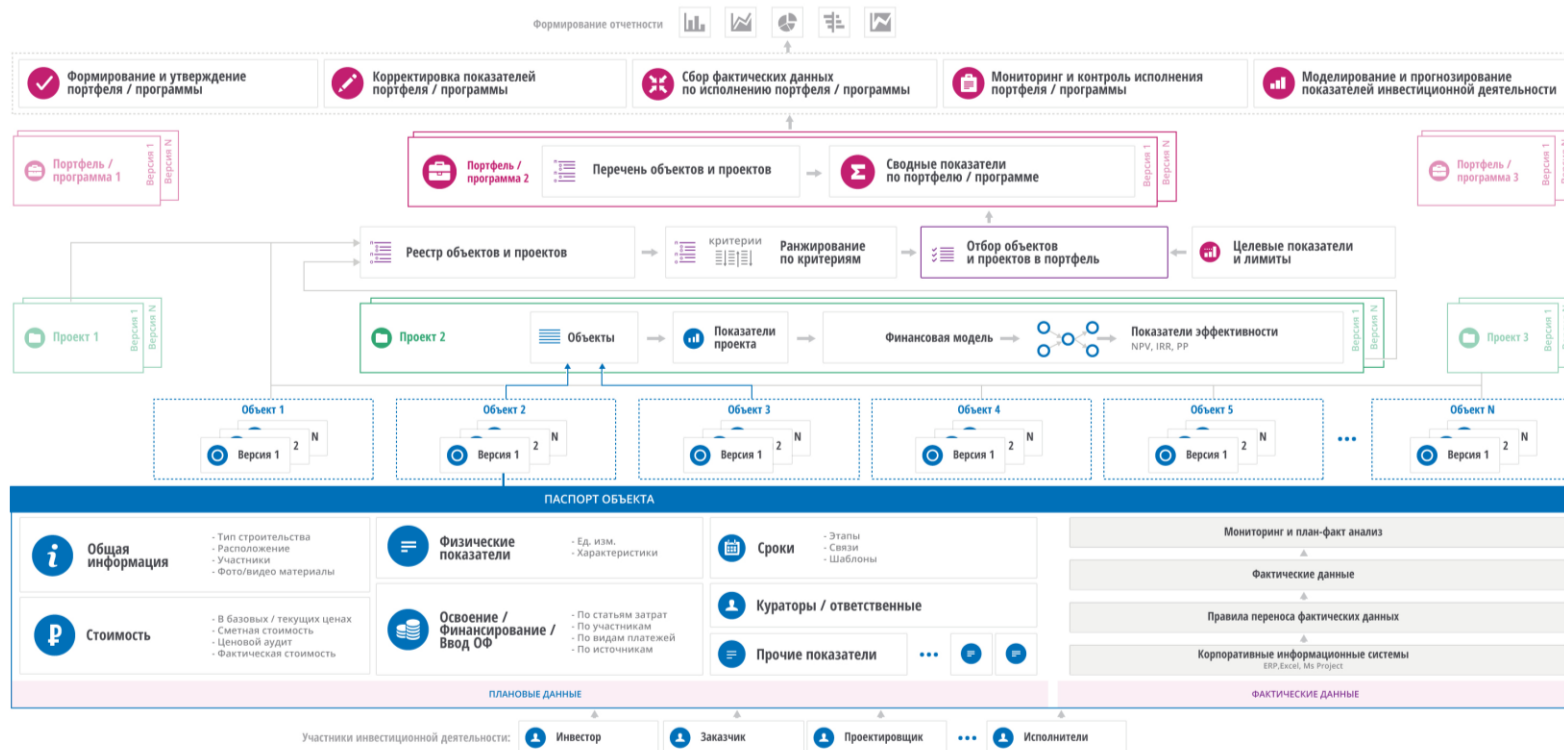 Формирование отчетности
Формирование и утверждение
портфеля / программы
Корректировка показателей
портфеля / программы
Сбор фактических данных
по исполнению портфеля / программы
Мониторинг и контроль исполнения
портфеля / программы
Моделирование и прогнозирование
показателей инвестиционной деятельности
Портфель /
программа 1
Версия 1
Версия N
Портфель /
программа 2
Перечень объектов и проектов
Сводные показатели
по портфелю / программе
Версия 1
Версия N
Портфель /
программа 3
Версия 1
Реестр объектов и проектов
критерии
Ранжирование
по критериям
Отбор объектов
и проектов в портфель
Целевые показатели
и лимиты
Проект 1
Версия 1
Версия N
Проект 2
Объекты
Показатели
проекта
Финансовая модель
Показатели эффективности
NPV, IRR, PP
Версия 1
Версия N
Проект 3
Версия 1
Объект 1
Версия 1
2
N
Объект 2
Версия 1
2
N
Объект 3
Версия 1
2
N
Объект 4
Версия 1
2
N
Объект 5
Версия 1
2
N
Объект N
Версия 1
2
N
ПАСПОРТ ОБЪЕКТА
Общая
информация
- Тип строительства
- Расположение
- Участники
- Фото/видео материалы
Физические
показатели
- Ед. изм.
- Характеристики
Сроки
- Этапы
- Связи
- Шаблоны
Стоимость
- В базовых / текущих ценах
- Сметная стоимость
- Ценовой аудит
- Фактическая стоимость
Освоение /
Финансирование /
Ввод ОФ
- По статьям затрат
- По участникам
- По видам платежей
- По источникам
Кураторы / ответственные
Прочие показатели
Мониторинг и план-факт анализ
Фактические данные
Правила переноса фактических данных
Корпоративные информационные системы
ERP,Excel, Ms Project
ПЛАНОВЫЕ ДАННЫЕ
ФАКТИЧЕСКИЕ ДАННЫЕ
Участники инвестиционной деятельности:
Инвестор
Заказчик
Проектировщик
Исполнители